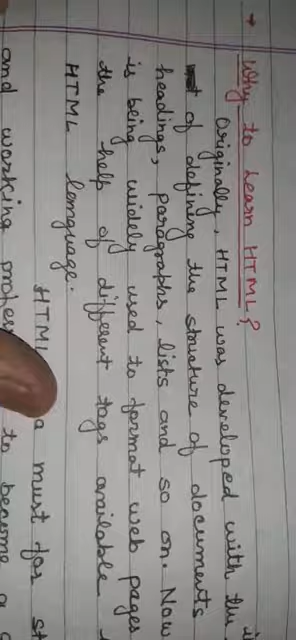 → Why to Learn HTML?
Originally, HTML was developed with the
of defining the structure of documents
headings, paragraphs, lists and so on. Now
is being widely used to format web pages
the help of different tags available
HTML language.
HTML a must for
and working to become a